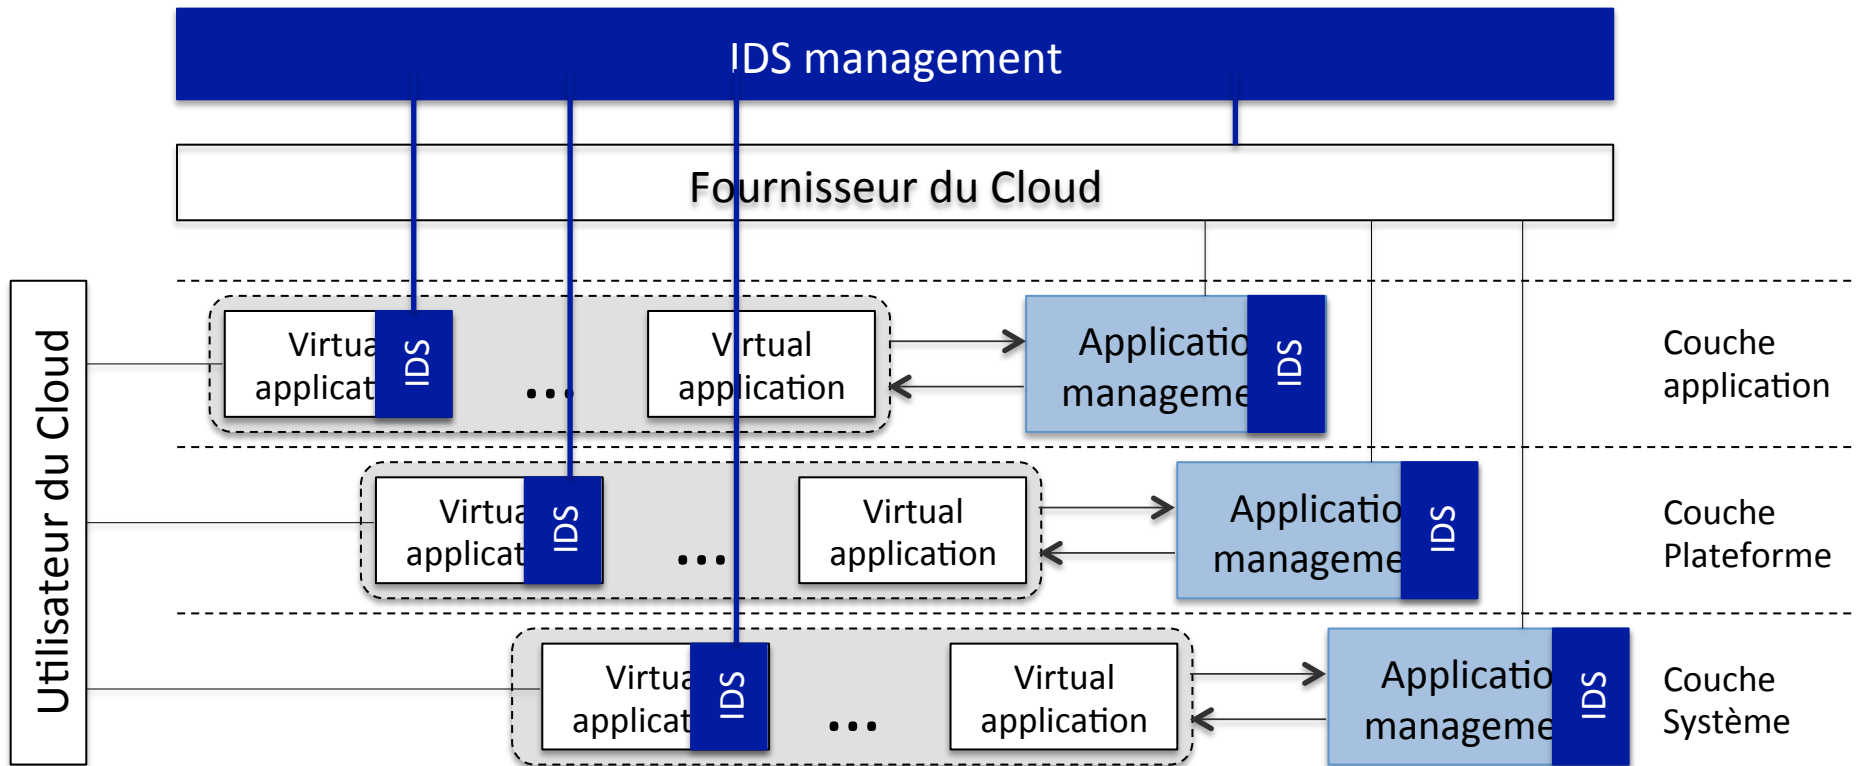 IDS management
Fournisseur du Cloud
Utilisateur du Cloud
Virtua
applicat
IDS
...
Virtual
application
Applicatio
manageme
IDS
Couche
application
Virtua
applicat
IDS
...
Virtual
application
Applicatio
manageme
IDS
Couche
Plateforme
Virtua
applicat
IDS
...
Virtual
application
Applicatio
manageme
IDS
Couche
Système